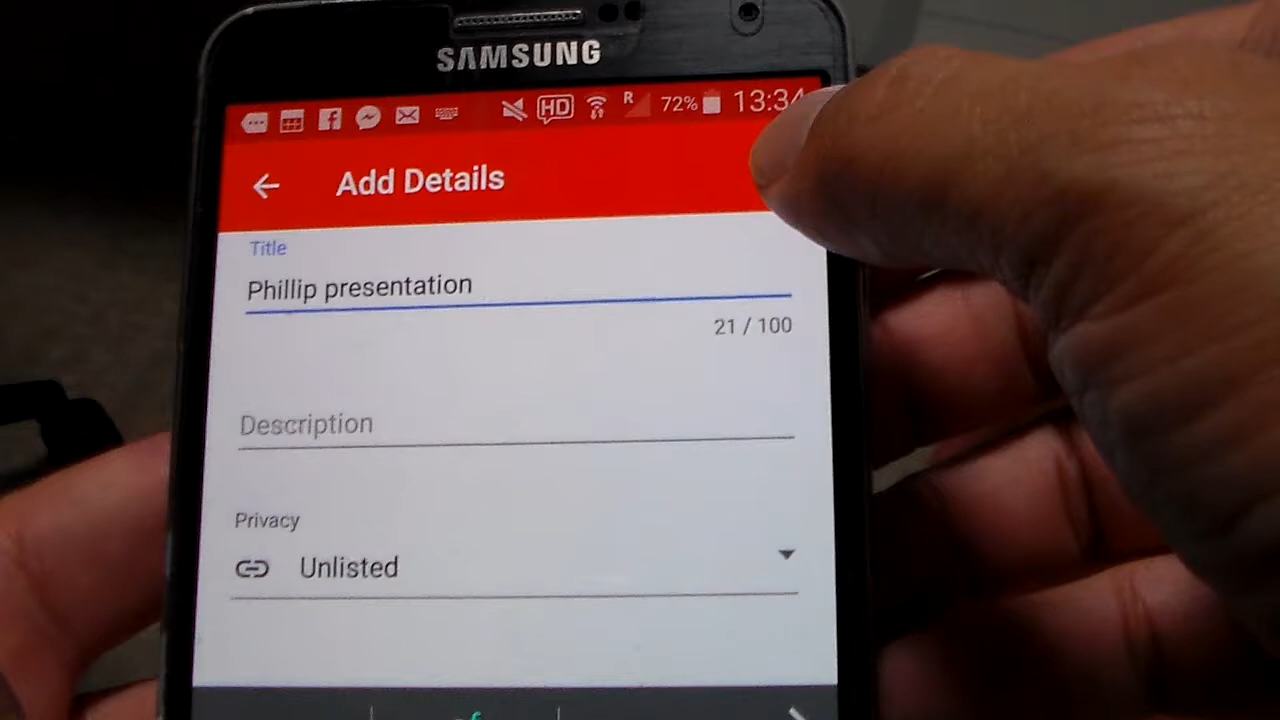 SAMSUNG
HD R 72% 13:34
Add Details
Title
Phillip presentation
21 / 100
Description
Privacy
Unlisted